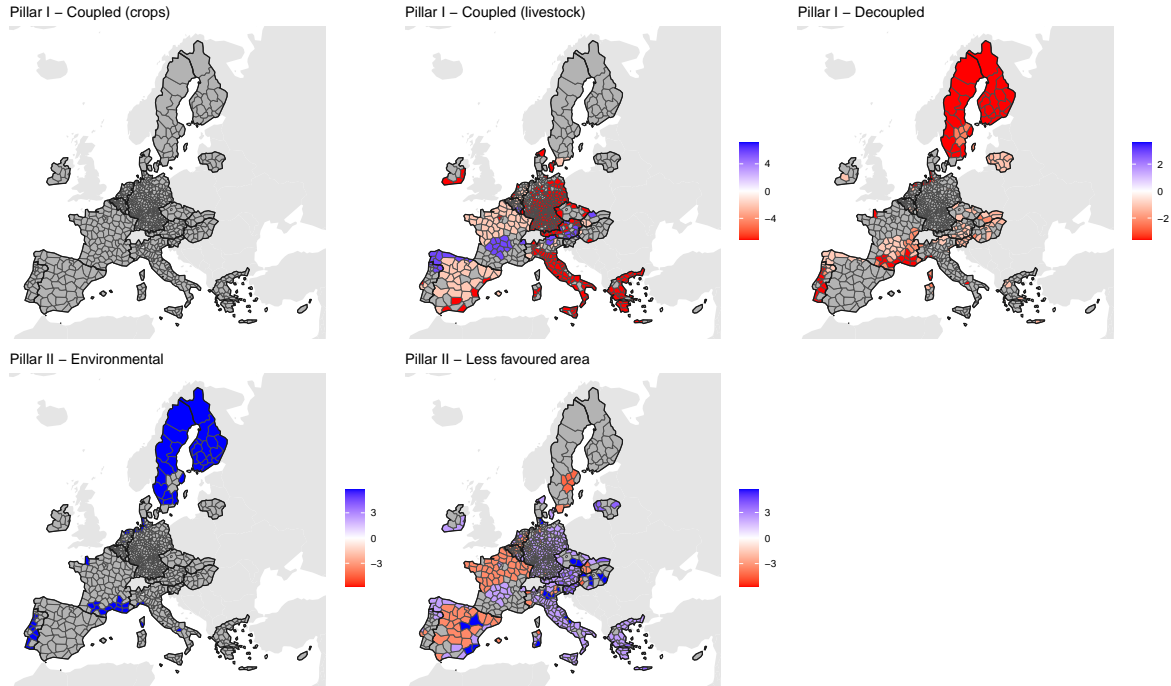 Pillar I − Coupled (crops)
Pillar I − Coupled (livestock)
Pillar I − Decoupled
4
0
−4
2
0
−2
Pillar II − Environmental
Pillar II − Less favoured area
3
0
−3
3
0
−3